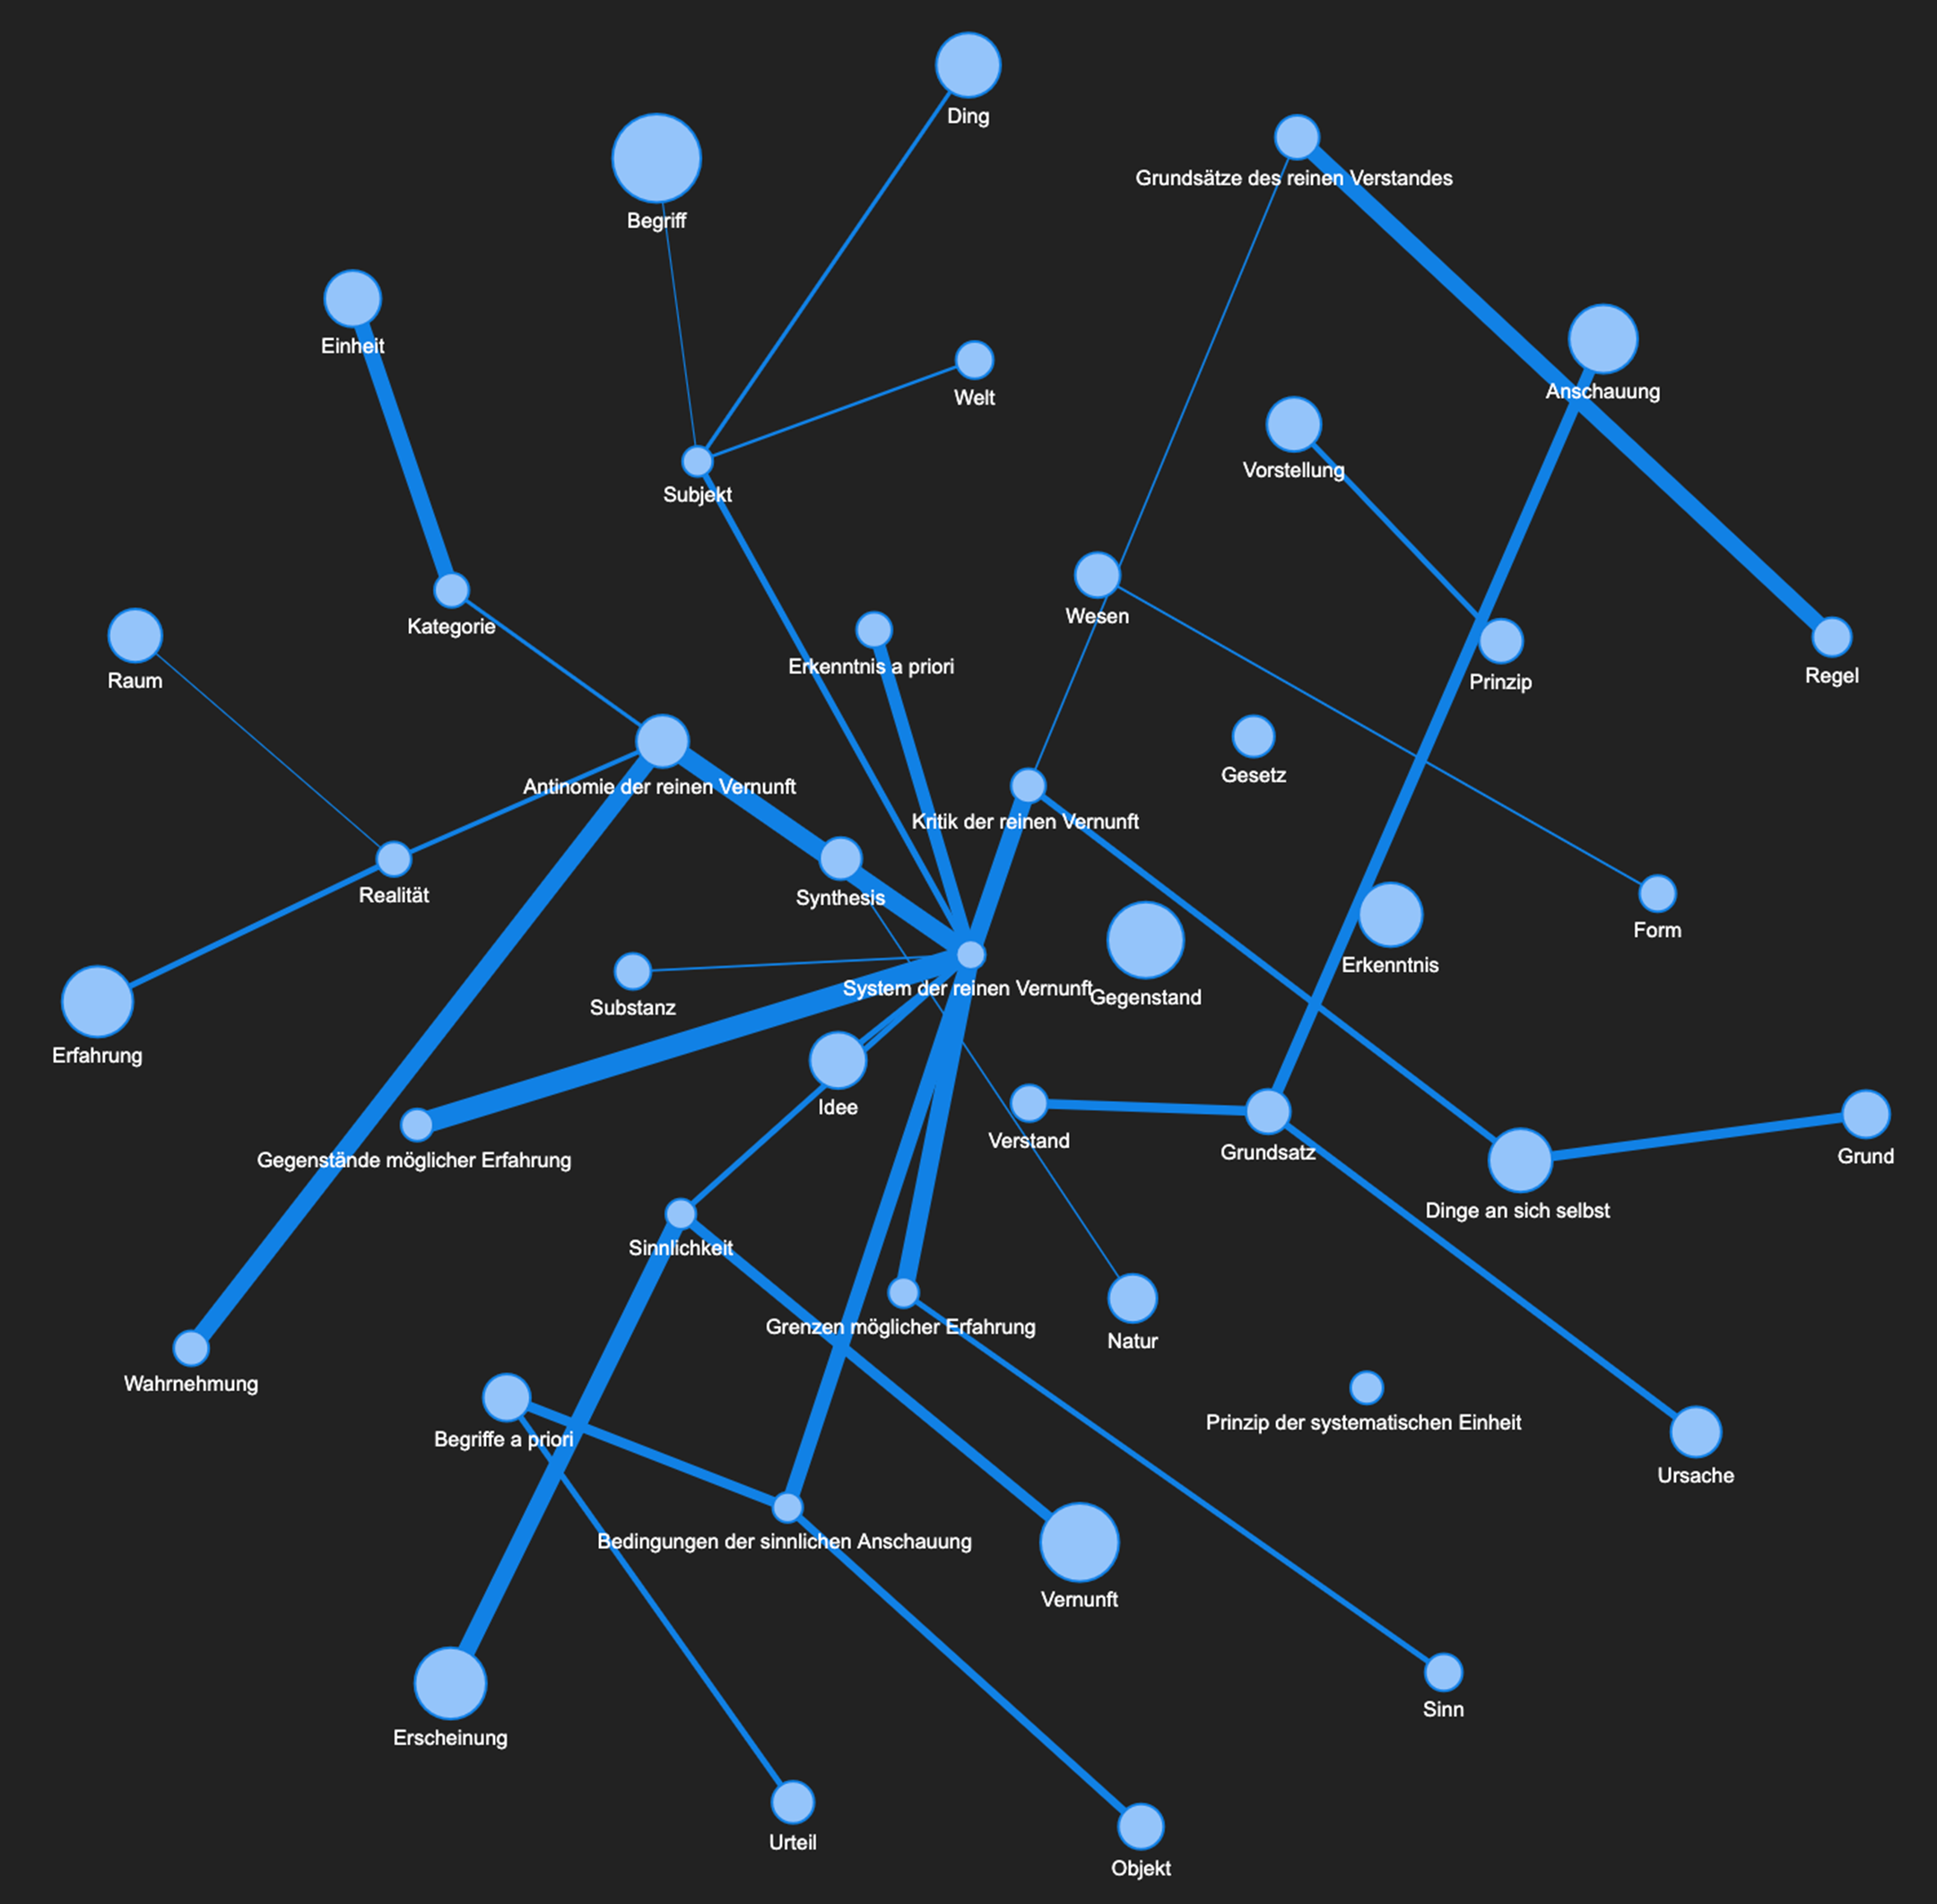 Ding
Grundsätze des reinen Verstandes
Begriff
Einheit
Anschauung
Welt
Vorstellung
Subjekt
Wesen
Kategorie
Erkenntnis a priori
Regel
Raum
Prinzip
Gesetz
Antinomie der reinen Vernunft
Kritik der reinen Vernunft
Realität
Synthesis
Form
Erkenntnis
System der reinen Vernunft
Gegenstand
Substanz
Erfahrung
Idee
Verstand
Grundsatz
Grund
Gegenstände möglicher Erfahrung
Dinge an sich selbst
Sinnlichkeit
Grenzen möglicher Erfahrung
Natur
Wahrnehmung
Prinzip der systematischen Einheit
Begriffe a priori
Ursache
Bedingungen der sinnlichen Anschauung
Vernunft
Sinn
Erscheinung
Urteil
Objekt